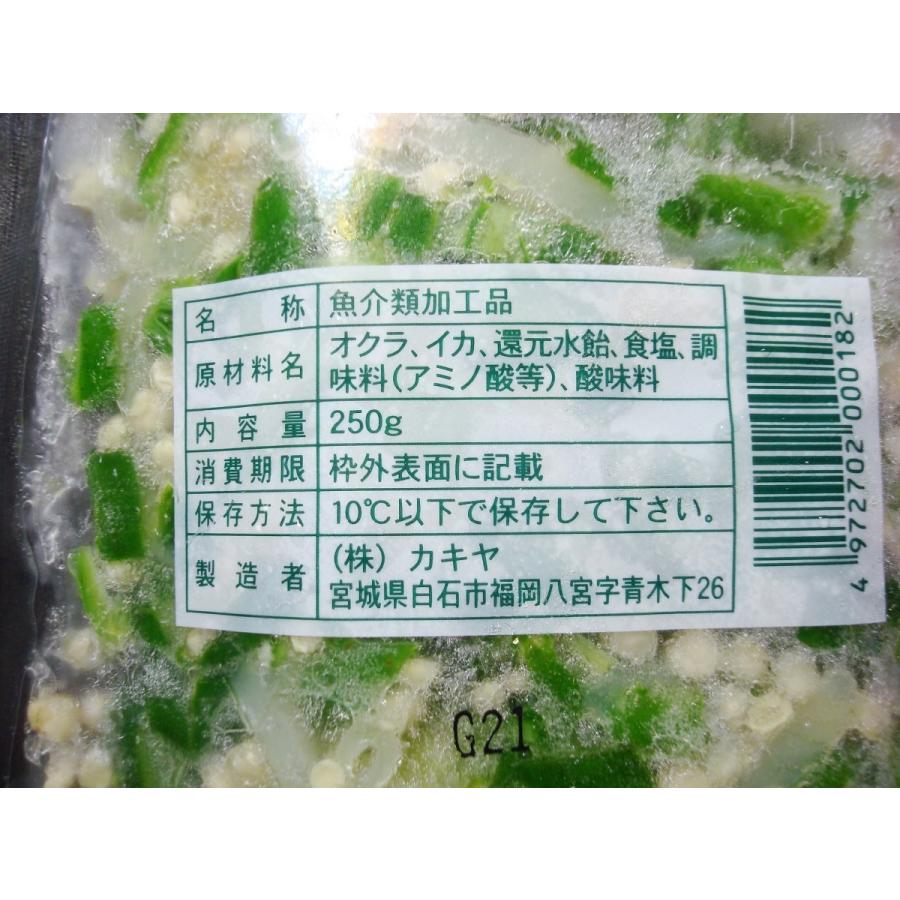 名称 魚介類加工品
原材料名 オクラ、イカ、還元水飴、食塩、調
味料(アミノ酸等)、酸味料
内容量 250g
消費期限 枠外表面に記載
保存方法 10℃以下で保存して下さい。
製造者 (株) カキヤ
宮城県白石市福岡八宮字青木下26
4 972702 000182
G21